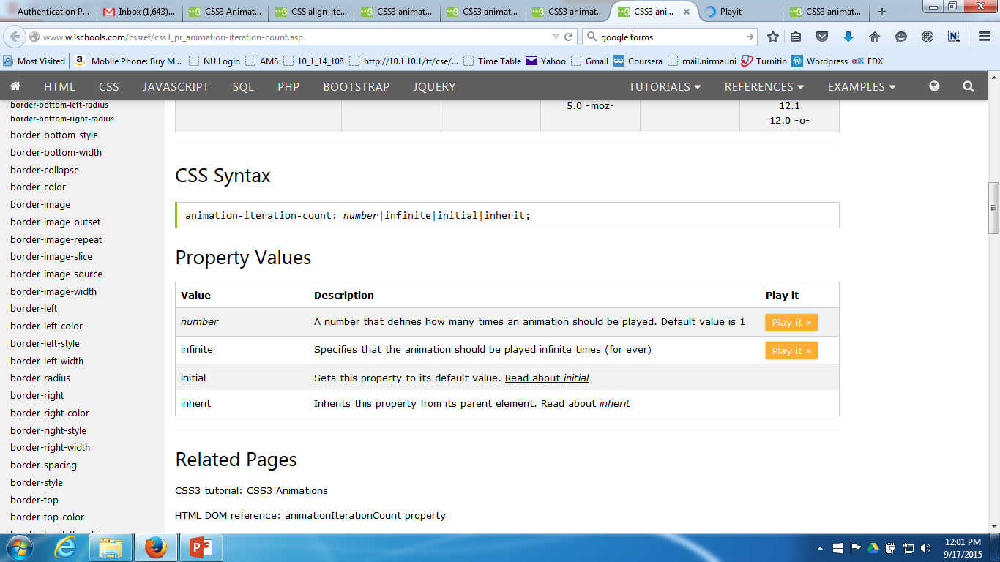 Authentication P...
Inbox (1,643)...
CSS3 Animat...
CSS align-ite...
CSS3 animat...
CSS3 animat...
CSS3 animat...
CSS3 ani...
Playit
CSS3 animat...
www.w3schools.com/cssref/css3_pr_animation-iteration-count.asp
google forms
Most Visited
Mobile Phone: Buy M...
NU Login
AMS
10_1_14_108
http://10.1.10.1/tt/cse/...
Time Table
Yahoo
Gmail
Coursera
mail.nirmauni
Turnitin
Wordpress
edX EDX
HTML CSS JAVASCRIPT SQL PHP BOOTSTRAP JQUERY TUTORIALS REFERENCES EXAMPLES
border-bottom-left-radius
border-bottom-right-radius
border-bottom-style
border-bottom-width
border-collapse
border-color
border-image
border-image-outset
border-image-repeat
border-image-slice
border-image-source
border-image-width
border-left
border-left-color
border-left-style
border-left-width
border-radius
border-right
border-right-color
border-right-style
border-right-width
border-spacing
border-style
border-top
border-top-color
5.0 -moz-
12.1
12.0 -o-
CSS Syntax
animation-iteration-count: number|infinite|initial|inherit;
Property Values
Value Description Play it
number A number that defines how many times an animation should be played. Default value is 1 Play it »
infinite Specifies that the animation should be played infinite times (for ever) Play it »
initial Sets this property to its default value. Read about initial
inherit Inherits this property from its parent element. Read about inherit
Related Pages
CSS3 tutorial: CSS3 Animations
HTML DOM reference: animationIterationCount property
12:01 PM
9/17/2015